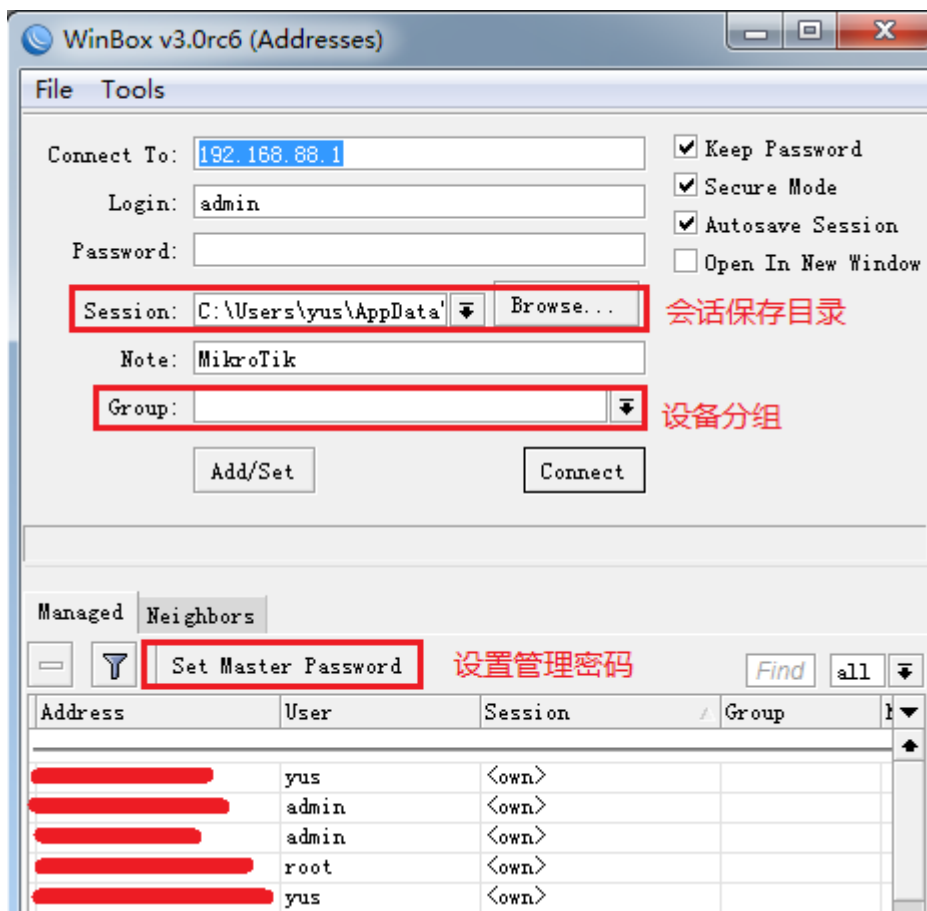 WinBox v3.0rc6 (Addresses)
File Tools
Connect To: 192.168.88.1
Keep Password
Login: admin
Secure Mode
Password:
Autosave Session
Open In New Window
Session: C:\Users\yus\AppData\ Browse... 会话保存目录
Note: MikroTik
Group: 设备分组
Add/Set Connect
Managed Neighbors
Set Master Password 设置管理密码 Find all
Address User Session Group
yus <own>
admin <own>
admin <own>
root <own>
yus <own>